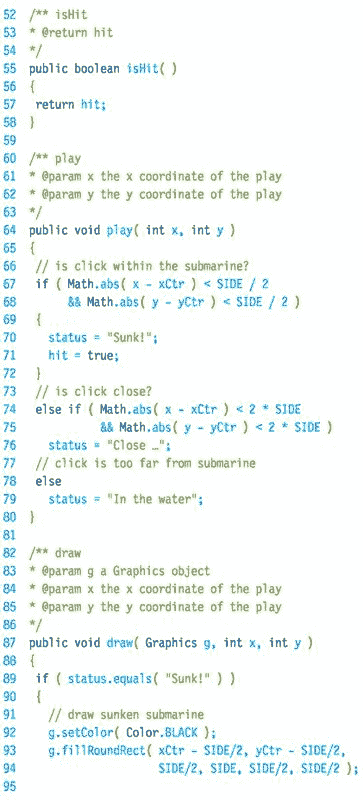 52 /** isHit
53 * @return hit
54 */
55 public boolean isHit( )
56 {
57 return hit;
58 }
59
60 /** play
61 * @param x the x coordinate of the play
62 * @param y the y coordinate of the play
63 */
64 public void play( int x, int y )
65 {
66 // is click within the submarine?
67 if ( Math.abs( x - xCtr ) < SIDE / 2
68 && Math.abs( y - yCtr ) < SIDE / 2 )
69 {
70 status = "Sunk!";
71 hit = true;
72 }
73 // is click close?
74 else if ( Math.abs( x - xCtr ) < 2 * SIDE
75 && Math.abs( y - yCtr ) < 2 * SIDE )
76 status = "Close …";
77 // click is too far from submarine
78 else
79 status = "In the water";
80 }
81
82 /** draw
83 * @param g a Graphics object
84 * @param x the x coordinate of the play
85 * @param y the y coordinate of the play
86 */
87 public void draw( Graphics g, int x, int y )
88 {
89 if ( status.equals( "Sunk!" ) )
90 {
91 // draw sunken submarine
92 g.setColor( Color.BLACK );
93 g.fillRoundRect( xCtr - SIDE/2, yCtr - SIDE/2,
94 SIDE/2, SIDE, SIDE/2, SIDE/2 );
95